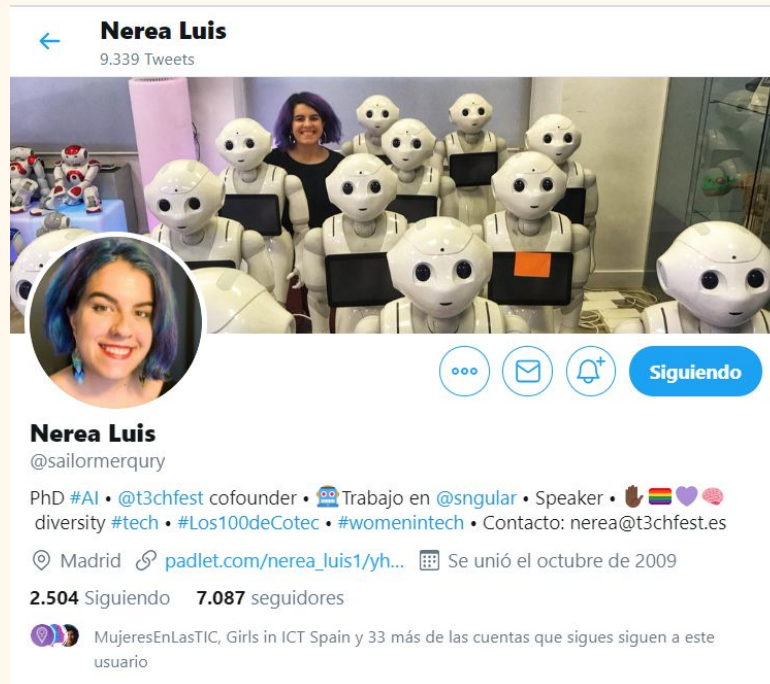 Nerea Luis
9.339 Tweets
Siguiendo
Nerea Luis
@sailormerqury
PhD #AI • @t3chfest cofounder • 🤖Trabajo en @sngular • Speaker • ✋🏿🏳️‍🌈💜🧠
diversity #tech • #Los100deCotec • #womenintech • Contacto: nerea@t3chfest.es
Madrid padlet.com/nerea_luis1/yh... Se unió el octubre de 2009
2.504 Siguiendo 7.087 seguidores
MujeresEnLasTIC, Girls in ICT Spain y 33 más de las cuentas que sigues siguen a este
usuario